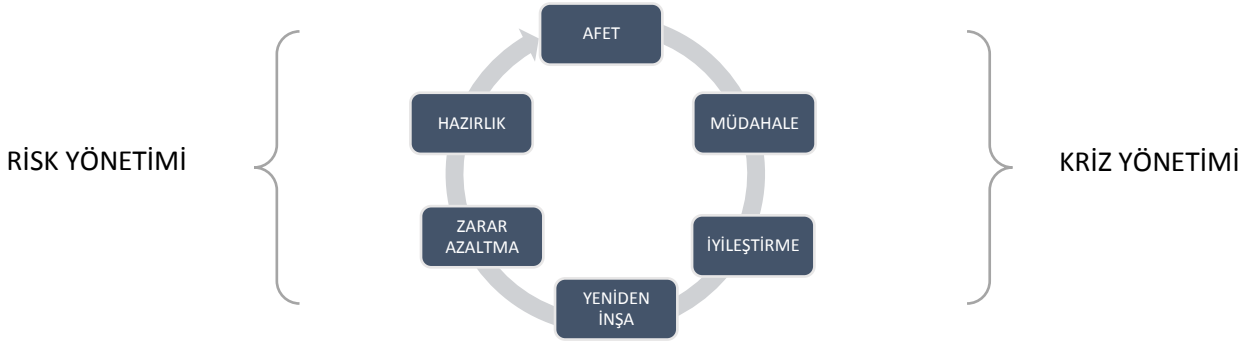 AFET
HAZIRLIK
MÜDAHALE
RİSK YÖNETİMİ
KRİZ YÖNETİMİ
ZARAR
AZALTMA
İYİLEŞTİRME
YENİDEN
İNŞA